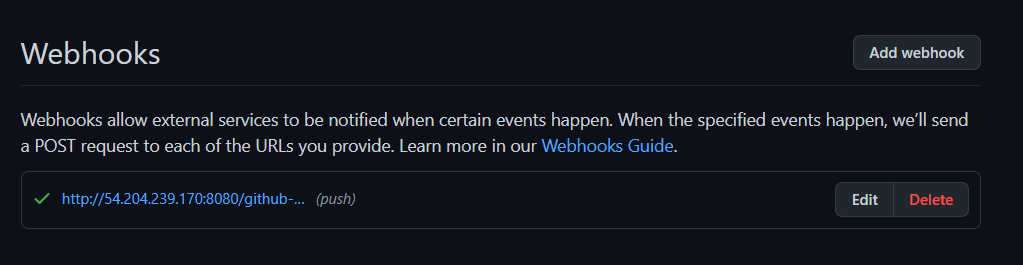 Webhooks
Add webhook
Webhooks allow external services to be notified when certain events happen. When the specified events happen, we'll send
a POST request to each of the URLs you provide. Learn more in our Webhooks Guide.
http://54.204.239.170:8080/github-... (push)
Edit
Delete